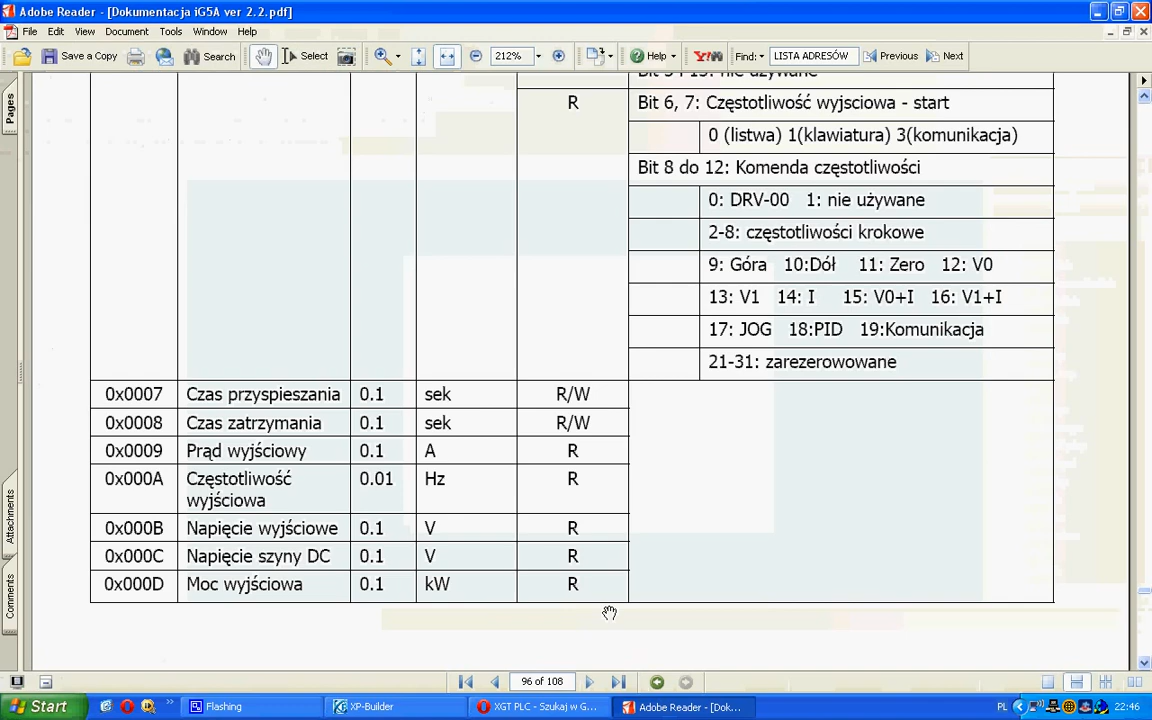 Adobe Reader - [Dokumentacja iG5A ver 2.2.pdf]
File Edit View Document Tools Window Help
Save a Copy Search Select 212% Help Y! Find: LISTA ADRESÓW Previous Next
Pages
Attachments
Comments
Bit 6, 7: Częstotliwość wyjsciowa - start
R
0 (listwa) 1(klawiatura) 3(komunikacja)
Bit 8 do 12: Komenda częstotliwości
0: DRV-00 1: nie używane
2-8: częstotliwości krokowe
9: Góra 10:Dół 11: Zero 12: V0
13: V1 14: I 15: V0+I 16: V1+I
17: JOG 18:PID 19:Komunikacja
21-31: zarezerowowane
0x0007 Czas przyspieszania 0.1 sek R/W
0x0008 Czas zatrzymania 0.1 sek R/W
0x0009 Prąd wyjściowy 0.1 A R
0x000A Częstotliwość 0.01 Hz R
wyjściowa
0x000B Napięcie wyjściowe 0.1 V R
0x000C Napięcie szyny DC 0.1 V R
0x000D Moc wyjściowa 0.1 kW R
96 of 108
Start Flashing XP-Builder XGT PLC - Szukaj w G... Adobe Reader - [Dok... PL 22:46